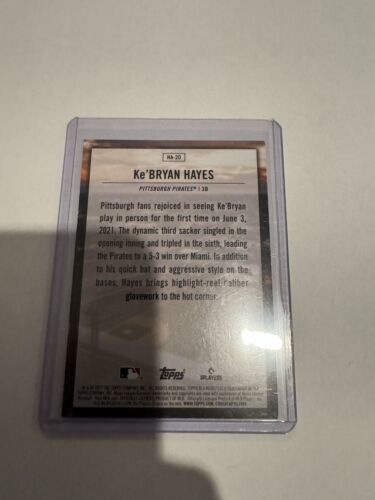 HA-20
Ke'BRYAN HAYES
PITTSBURGH PIRATES® | 3B
Pittsburgh fans rejoiced in seeing Ke'Bryan
play in person for the first time on June 3,
2021. The dynamic third sacker singled in the
opening inning and tripled in the sixth, leading
the Pirates to a 5-3 win over Miami. In addition
to his quick bat and aggressive style on the
bases, Hayes brings highlight-reel caliber
glovework to the hot corner.
topps
PLAYERS